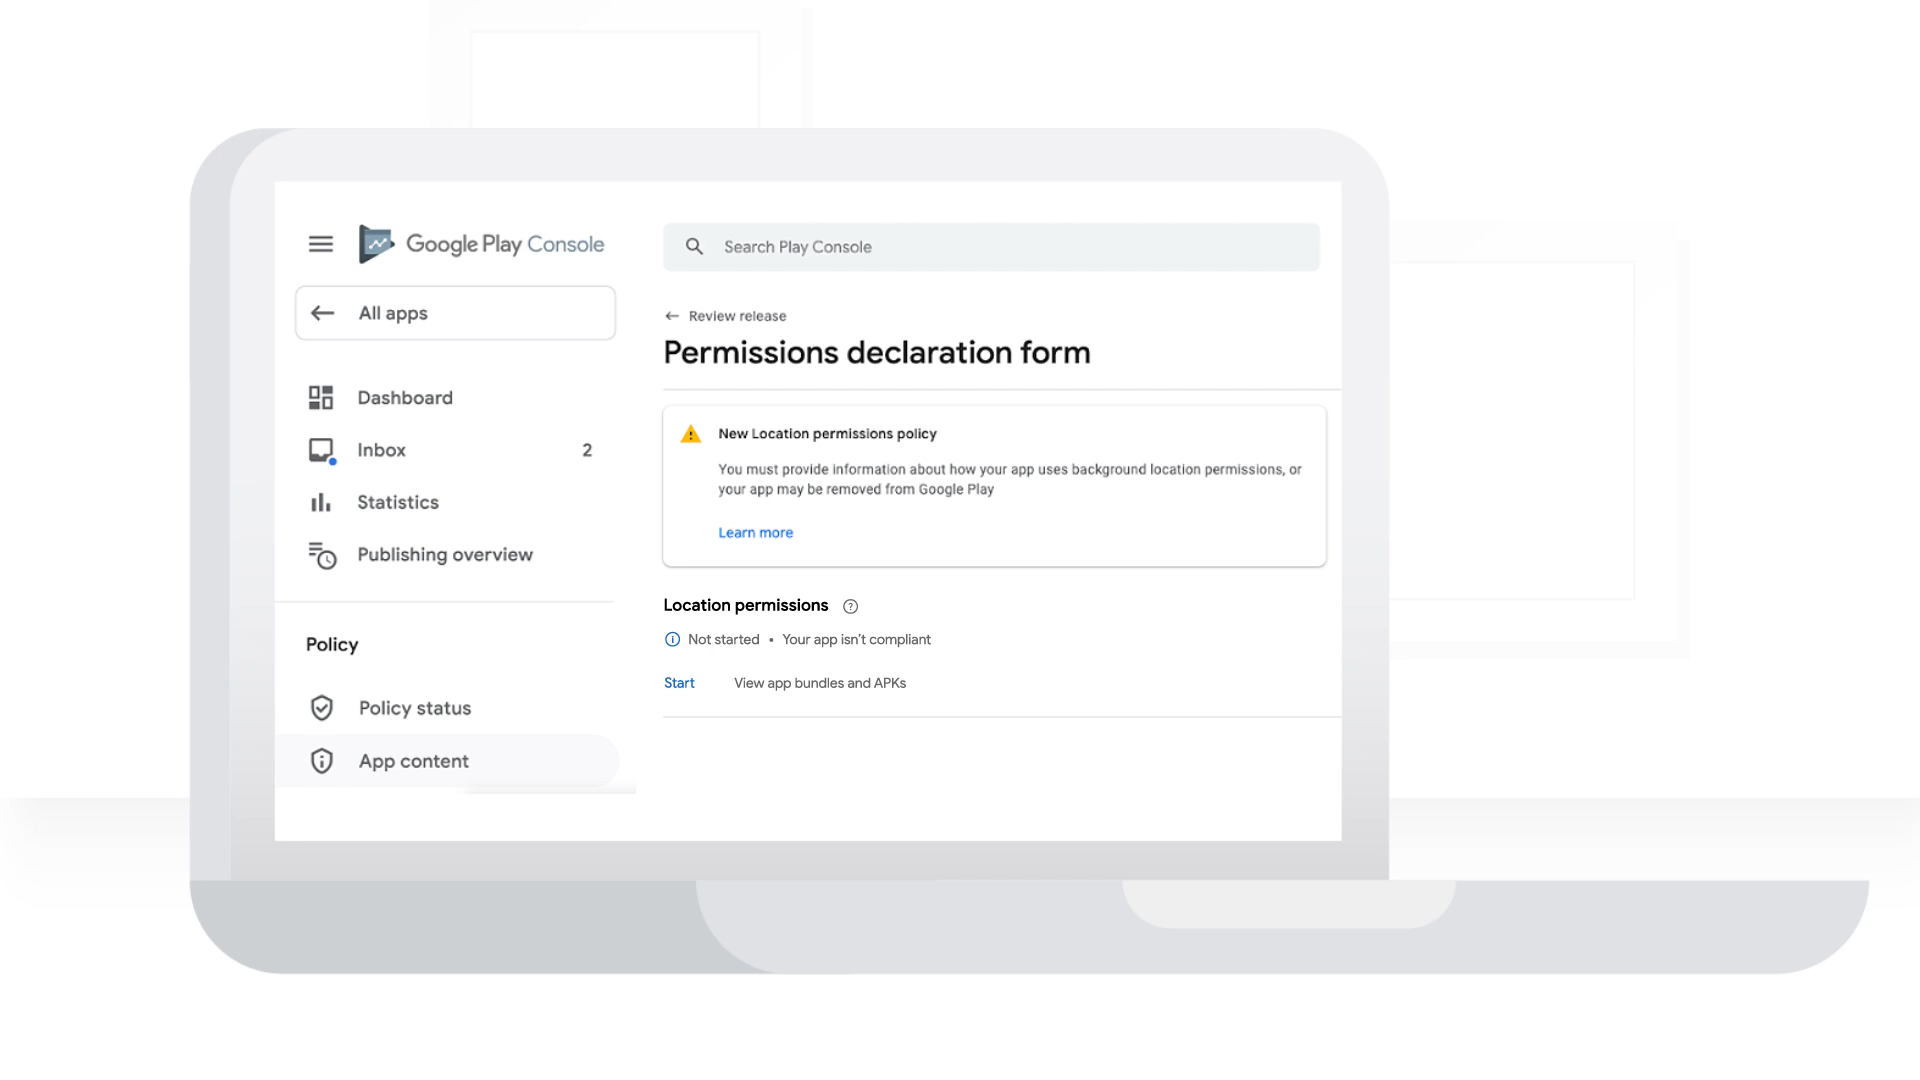 Google Play Console
Search Play Console
All apps
Review release
Permissions declaration form
Dashboard
Inbox 2
Statistics
Publishing overview
New Location permissions policy
You must provide information about how your app uses background location permissions, or
your app may be removed from Google Play
Learn more
Location permissions ?
Not started • Your app isn't compliant
Start View app bundles and APKs
Policy
Policy status
App content